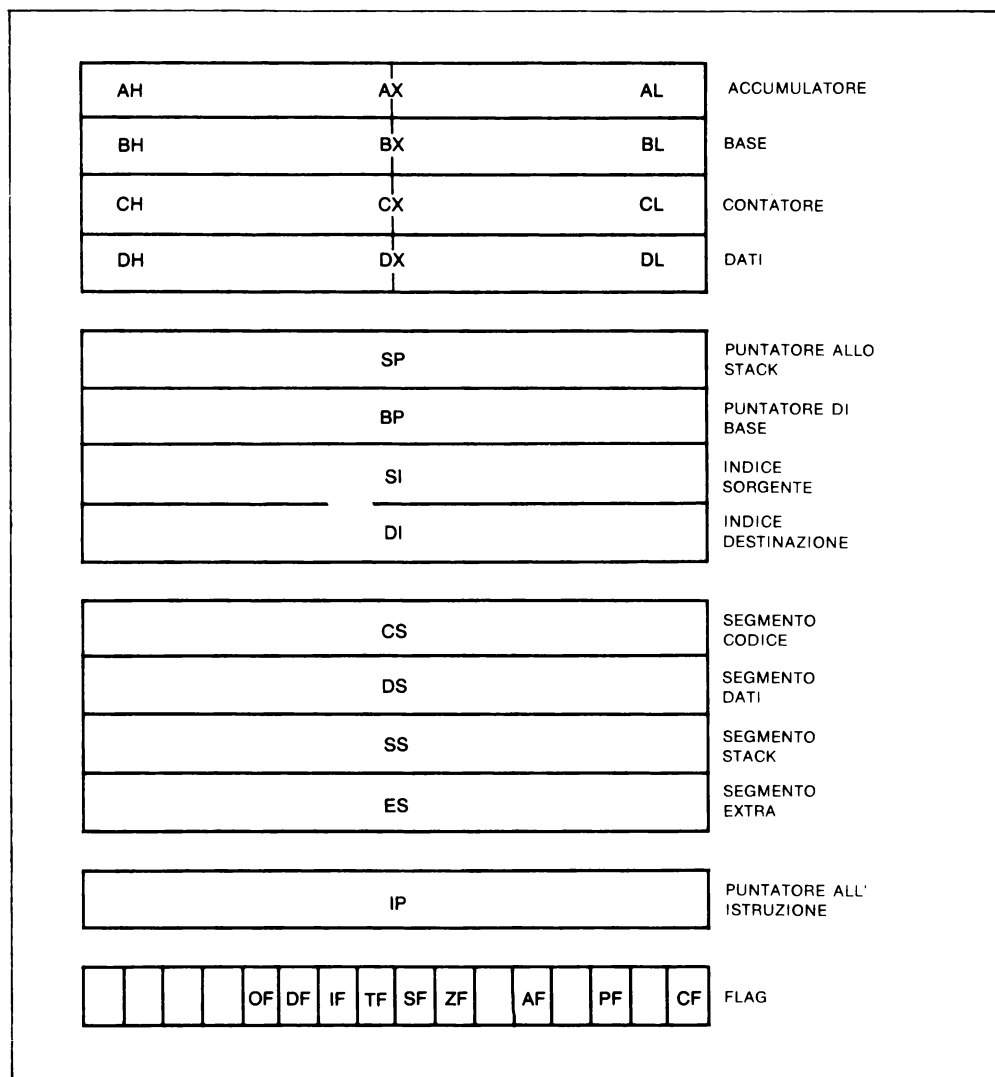 AH AX AL ACCUMULATORE
BH BX BL BASE
CH CX CL CONTATORE
DH DX DL DATI
SP PUNTATORE ALLO
STACK
BP PUNTATORE DI
BASE
SI INDICE
SORGENTE
DI INDICE
DESTINAZIONE
CS SEGMENTO
CODICE
DS SEGMENTO
DATI
SS SEGMENTO
STACK
ES SEGMENTO
EXTRA
IP PUNTATORE ALL'
ISTRUZIONE
OF DF IF TF SF ZF AF PF CF FLAG